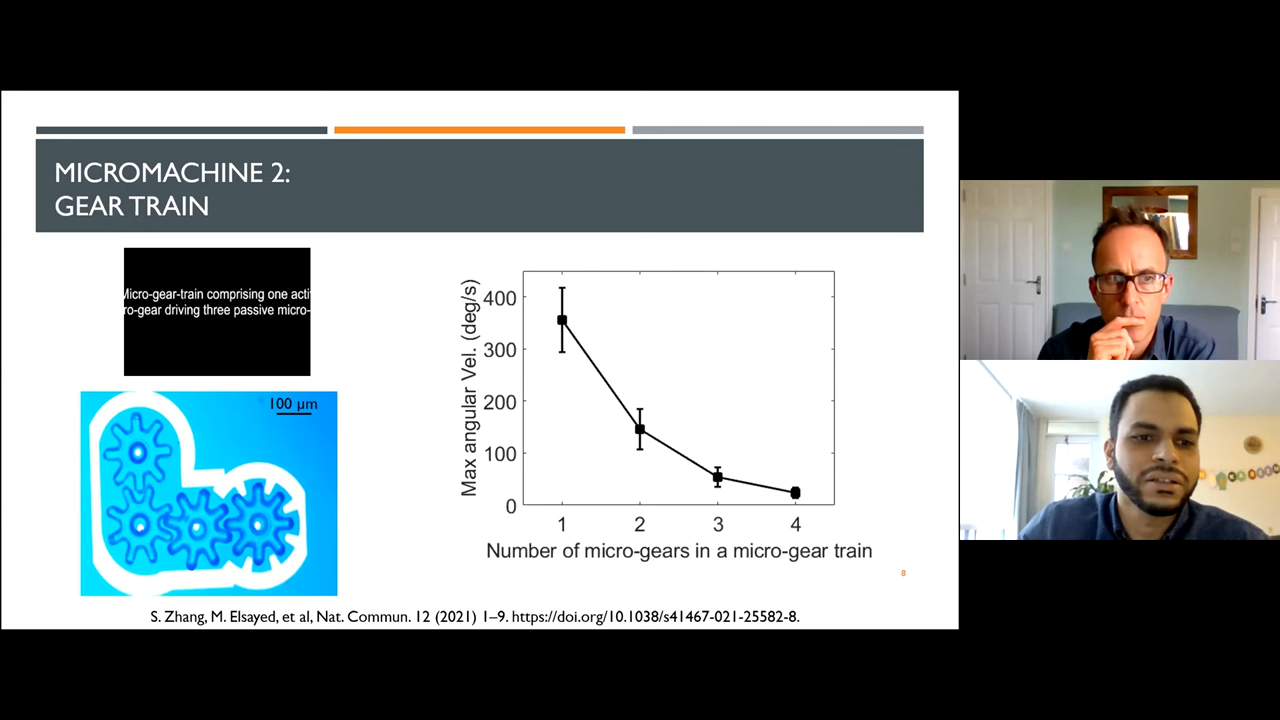 MICROMACHINE 2:
GEAR TRAIN
Micro-gear-train comprising one acti
ro-gear driving three passive micro-
100 µm
Max angular Vel. (deg/s)
400
300
200
100
0
1 2 3 4
Number of micro-gears in a micro-gear train
8
S. Zhang, M. Elsayed, et al, Nat. Commun. 12 (2021) 1–9. https://doi.org/10.1038/s41467-021-25582-8.